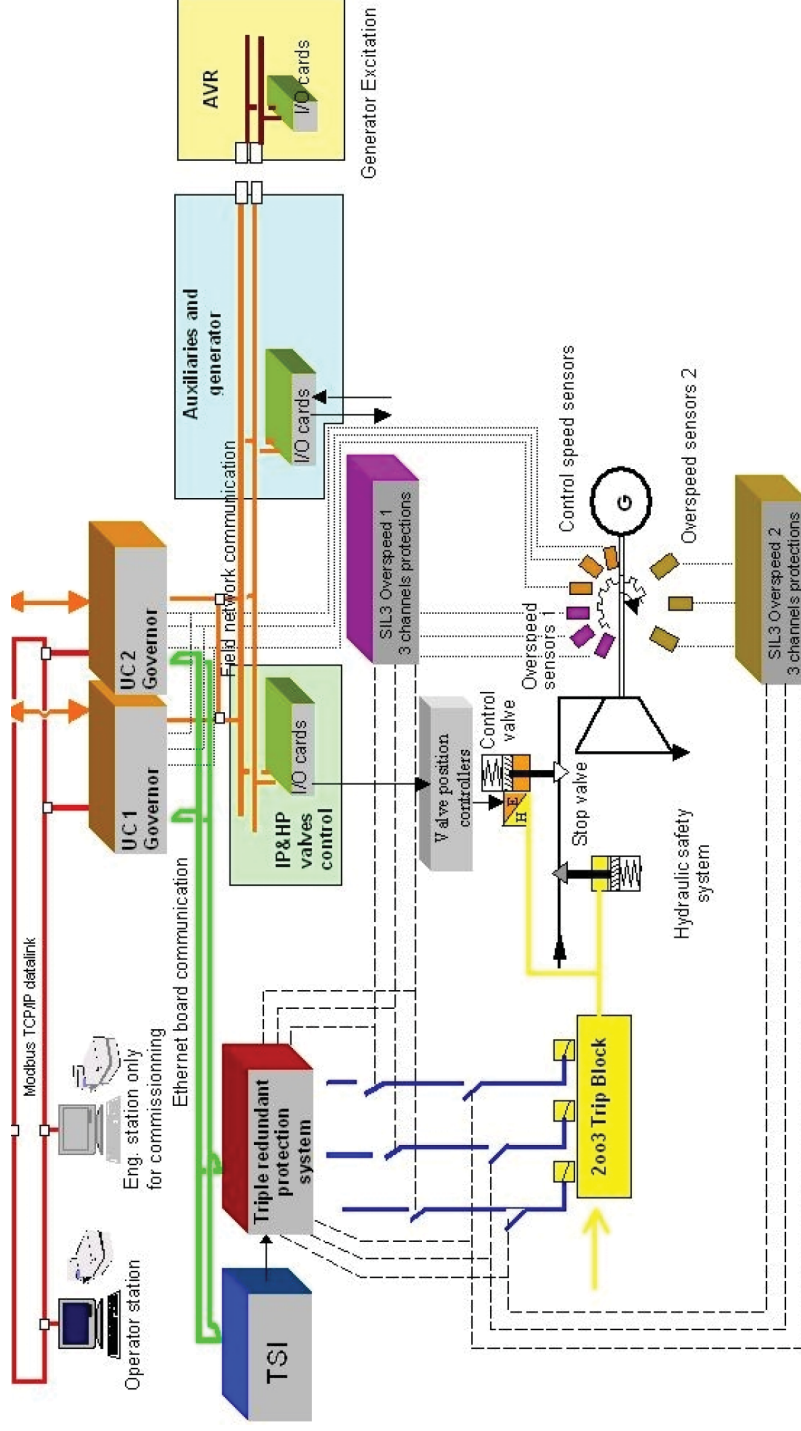 Modbus TCP/IP datalink
Operator station
Eng. station only
for commissionning
Ethernet board communication
UC1
Governor
UC2
Governor
Field network communication
TSI
Triple redundant
protection
system
IP&HP
valves
control
I/O cards
Auxiliaries and
generator
I/O cards
AVR
I/O cards
Generator Excitation
SIL3 Overspeed 1
3 channels protections
Valve position
controllers
Control
valve
E
H
Stop valve
Hydraulic safety
system
2oo3 Trip Block
Overspeed
sensors 1
Control speed sensors
G
Overspeed sensors 2
SIL3 Overspeed 2
3 channels protections